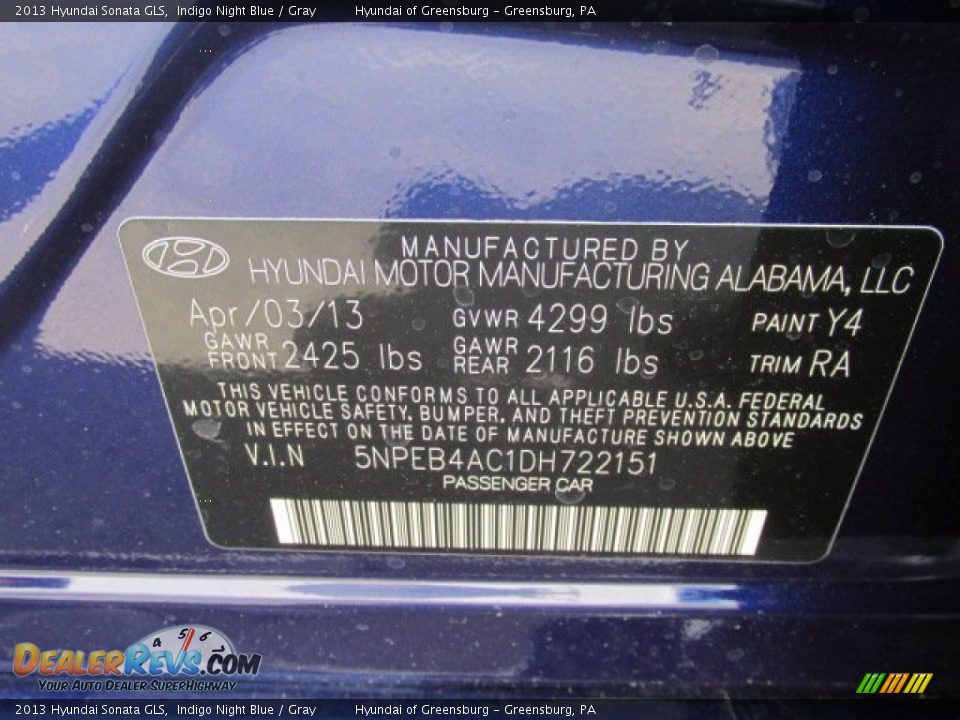 2013 Hyundai Sonata GLS, Indigo Night Blue / Gray Hyundai of Greensburg - Greensburg, PA
MANUFACTURED BY
HYUNDAI MOTOR MANUFACTURING ALABAMA, LLC
Apr/03/13 GVWR 4299 lbs PAINT Y4
GAWR FRONT 2425 lbs GAWR REAR 2116 lbs TRIM RA
THIS VEHICLE CONFORMS TO ALL APPLICABLE U.S.A. FEDERAL
MOTOR VEHICLE SAFETY, BUMPER, AND THEFT PREVENTION STANDARDS
IN EFFECT ON THE DATE OF MANUFACTURE SHOWN ABOVE
V.I.N 5NPEB4AC1DH722151
PASSENGER CAR
4 5 6
DEALERREVS.COM
YOUR AUTO DEALER SUPERHIGHWAY
2013 Hyundai Sonata GLS, Indigo Night Blue / Gray Hyundai of Greensburg - Greensburg, PA